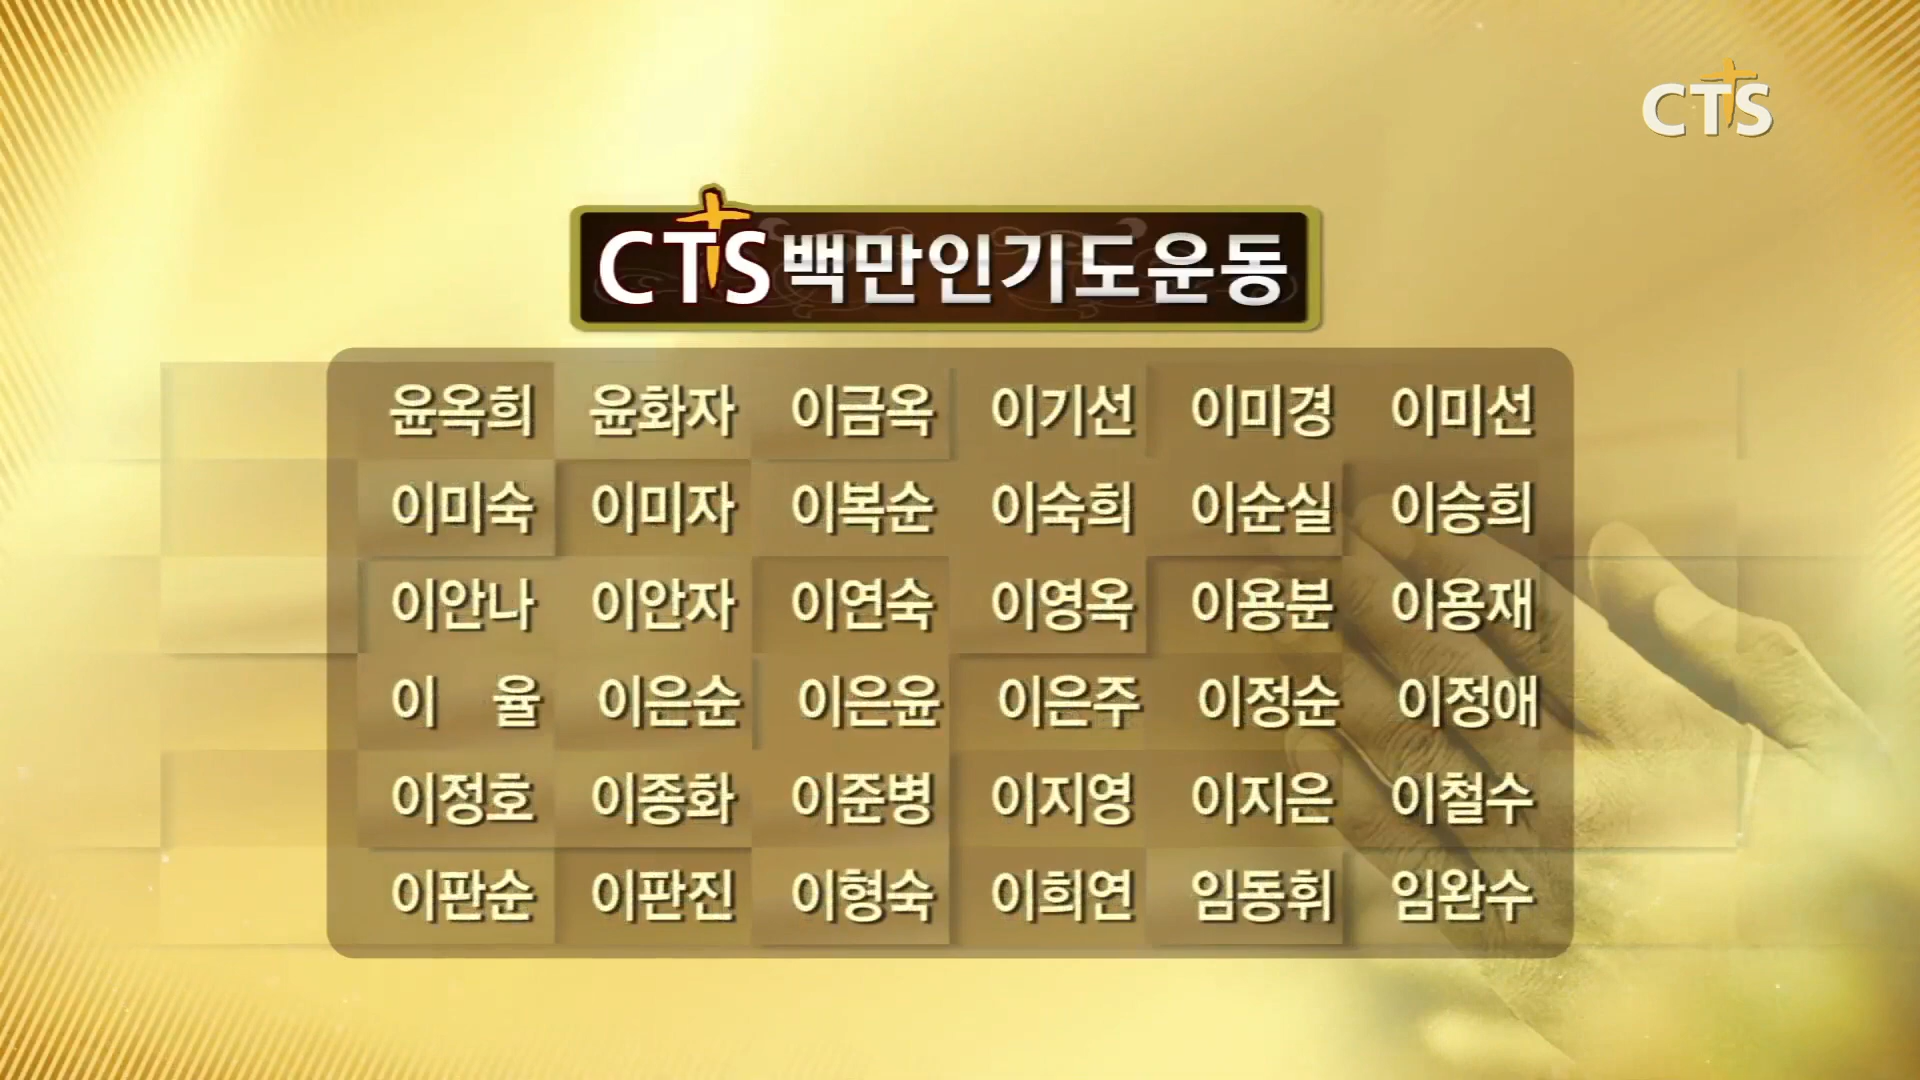 CTS
CTS백만인기도운동
윤옥희 윤화자 이금옥 이기선 이미경 이미선
이미숙 이미자 이복순 이숙희 이순실 이승희
이안나 이안자 이연숙 이영옥 이용분 이용재
이 율 이은순 이은윤 이은주 이정순 이정애
이정호 이종화 이준병 이지영 이지은 이철수
이판순 이판진 이형숙 이희연 임동휘 임완수